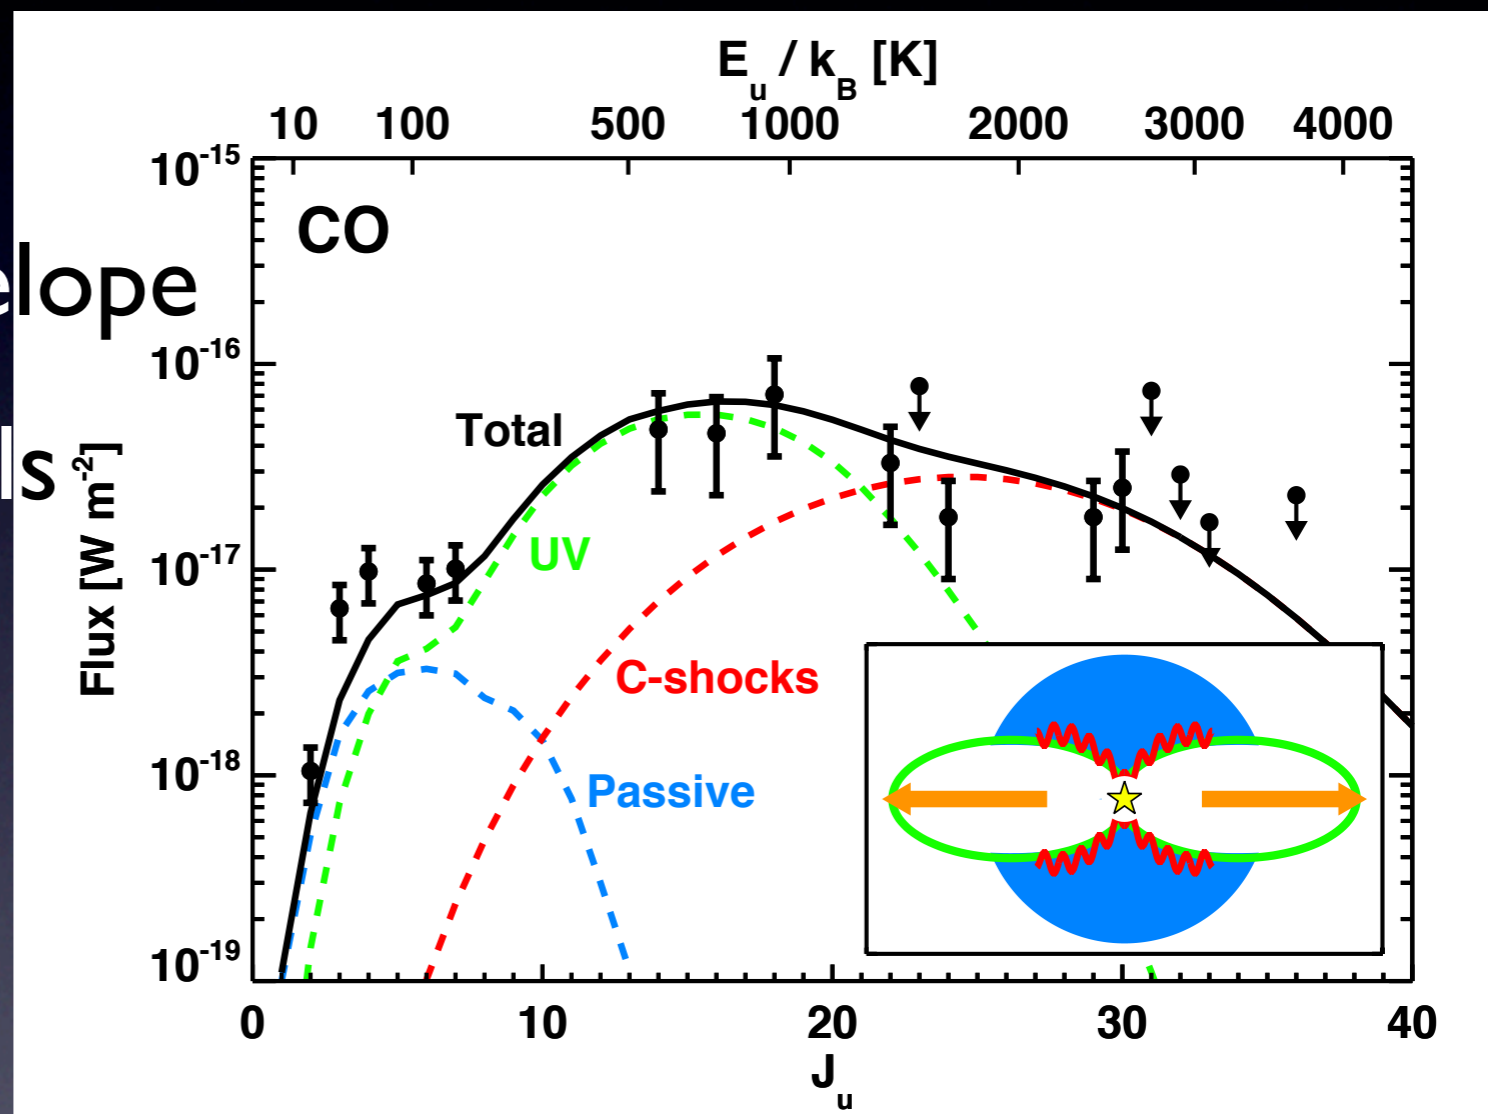 E_u / k_B [K]
10 100 500 1000 2000 3000 4000
10^-15
CO
elope
10^-16
Total
ls
Flux [W m^-2]
UV
10^-17
C-shocks
10^-18
Passive
10^-19
0 10 20 30 40
J_u